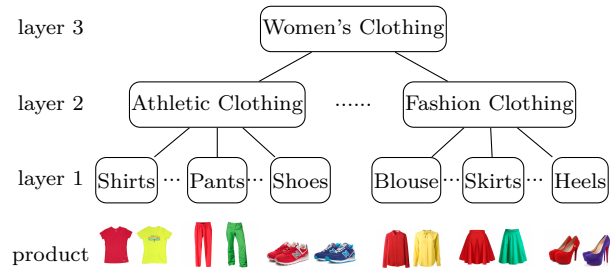 layer 3 Women's Clothing
layer 2 Athletic Clothing ...... Fashion Clothing
layer 1 Shirts ... Pants ... Shoes Blouse ... Skirts ... Heels
product